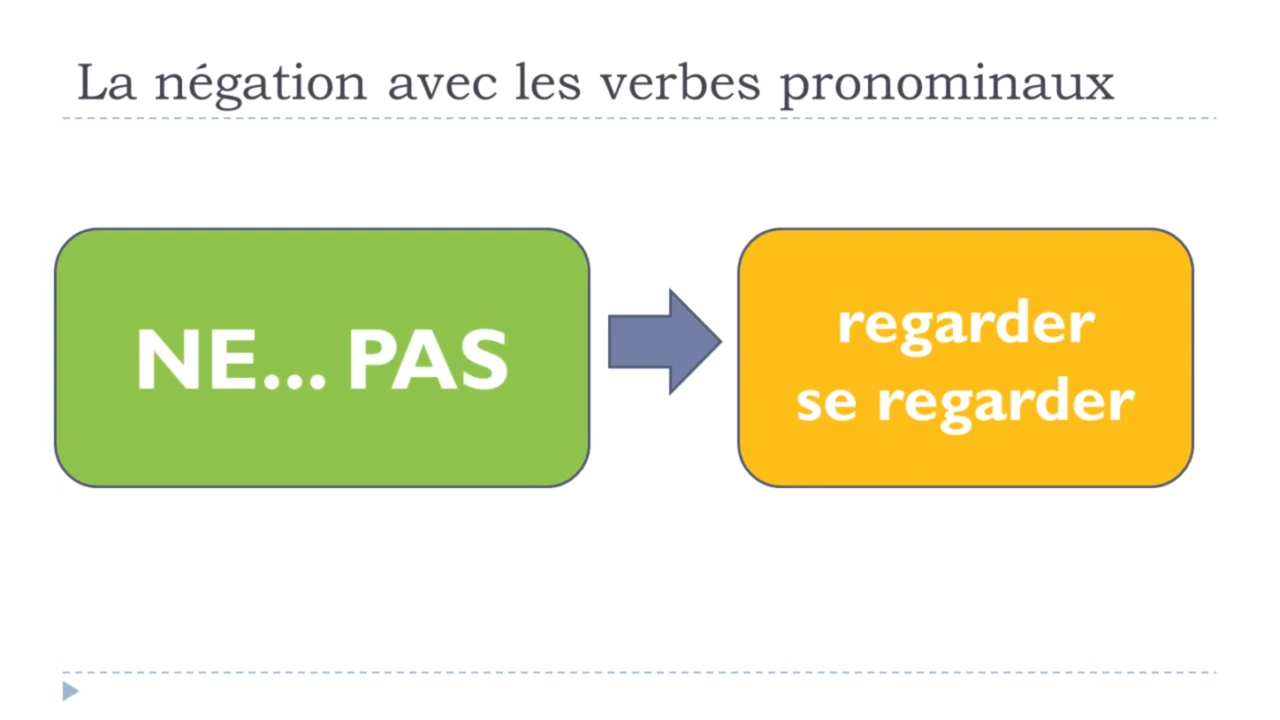 La négation avec les verbes pronominaux
NE... PAS
regarder
se regarder